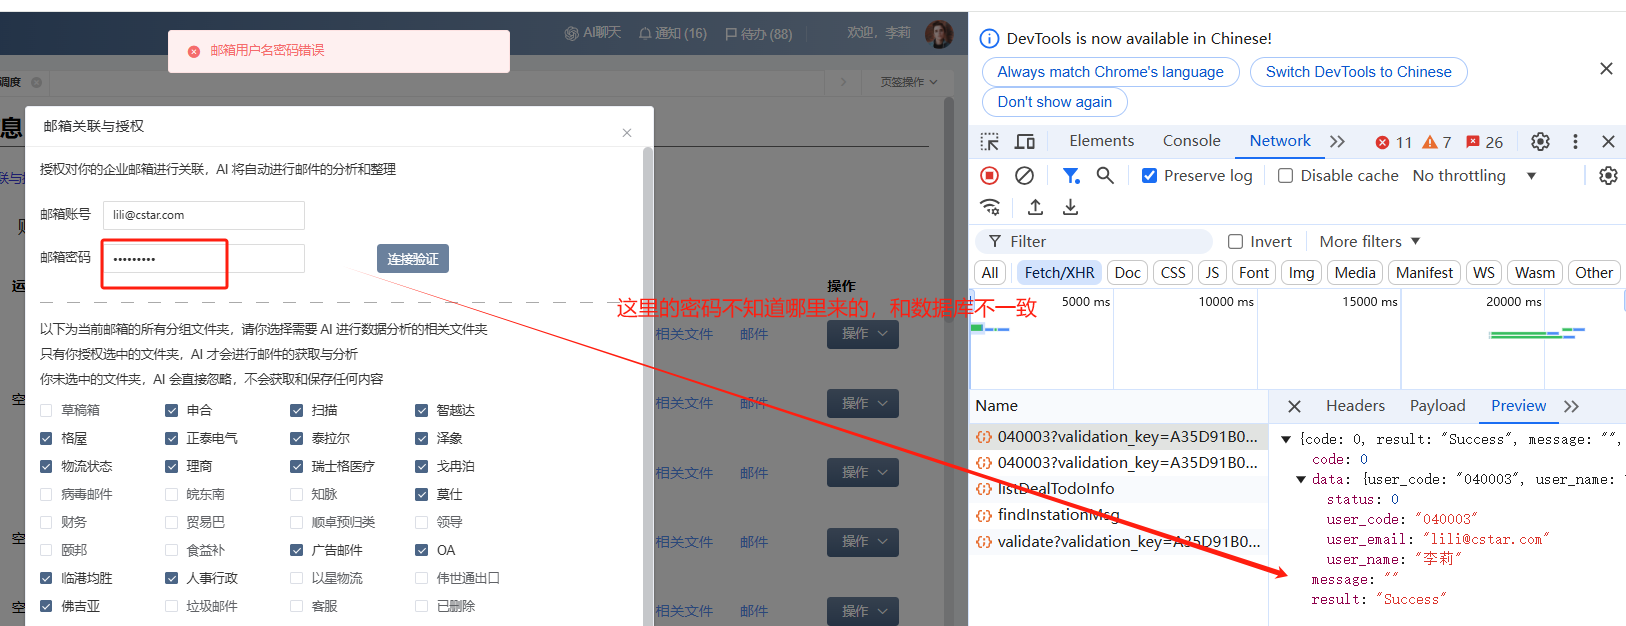 AI聊天 通知 (16) 待办 (88) 欢迎，李莉
邮箱用户名密码错误
调度 页签操作
息
邮箱关联与授权
授权对你的企业邮箱进行关联，AI 将自动进行邮件的分析和整理
邮箱账号 lili@cstar.com
邮箱密码 ••••••••• 连接验证
操作
这里的密码不知道哪里来的，和数据库不一致
以下为当前邮箱的所有分组文件夹，请你选择需要 AI 进行数据分析的相关文件夹
只有你授权选中的文件夹，AI 才会进行邮件的获取与分析
你未选中的文件夹，AI 会直接忽略，不会获取和保存任何内容
草稿箱 申合 扫描 智越达
格屋 正泰电气 泰拉尔 泽象
物流状态 理商 瑞士格医疗 戈冉泊
病毒邮件 皖东南 知脉 莫仕
财务 贸易巴 顺卓预归类 领导
颐邦 食益补 广告邮件 OA
临港均胜 人事行政 以星物流 伟世通出口
佛吉亚 垃圾邮件 客服 已删除
相关文件 邮件 操作
相关文件 邮件 操作
相关文件 邮件 操作
相关文件 邮件 操作
相关文件 邮件 操作
DevTools is now available in Chinese!
Always match Chrome's language Switch DevTools to Chinese
Don't show again
Elements Console Network 11 7 26
Preserve log Disable cache No throttling
Filter Invert More filters
All Fetch/XHR Doc CSS JS Font Img Media Manifest WS Wasm Other
5000 ms 10000 ms 15000 ms 20000 ms
Name
040003?validation_key=A35D91B0...
040003?validation_key=A35D91B0...
listDealTodoInfo
findInstationMsg
validate?validation_key=A35D91B0...
Headers Payload Preview
{code: 0, result: "Success", message: "",
code: 0
data: {user_code: "040003", user_name:
status: 0
user_code: "040003"
user_email: "lili@cstar.com"
user_name: "李莉"
message: ""
result: "Success"